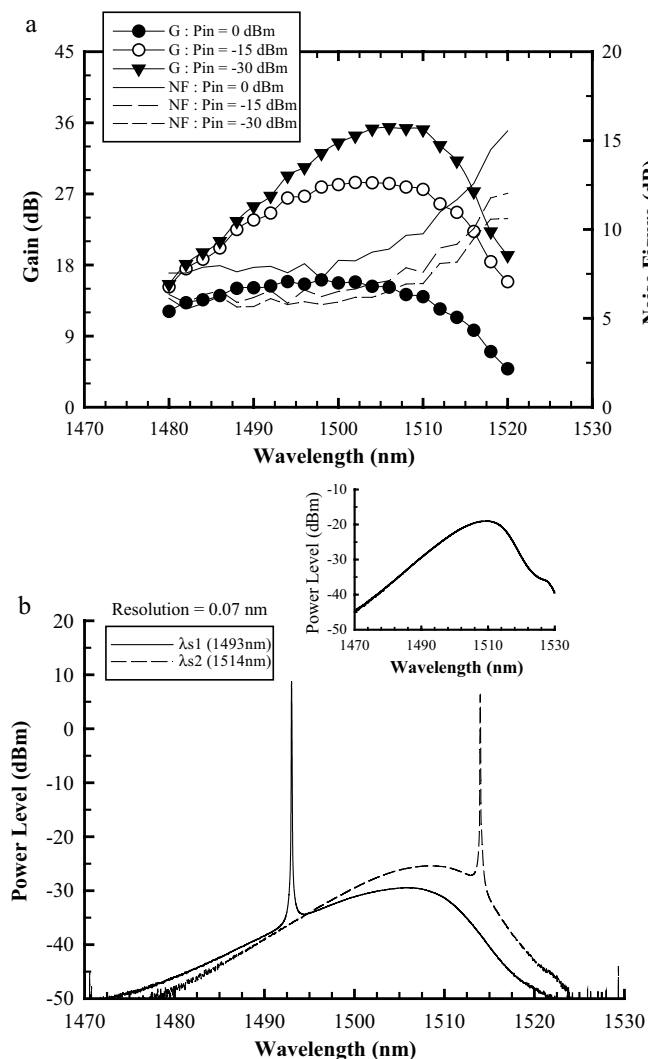 a
G : Pin = 0 dBm
G : Pin = -15 dBm
G : Pin = -30 dBm
NF : Pin = 0 dBm
NF : Pin = -15 dBm
NF : Pin = -30 dBm
45
36
27
18
9
0
Gain (dB)
20
15
10
5
0
Noise Figure (dB)
1470 1480 1490 1500 1510 1520 1530
Wavelength (nm)
-10
-20
-30
-40
-50
Power Level (dBm)
1470 1490 1510 1530
Wavelength (nm)
b
Resolution = 0.07 nm
λs1 (1493nm)
λs2 (1514nm)
20
10
0
-10
-20
-30
-40
-50
Power Level (dBm)
1470 1480 1490 1500 1510 1520 1530
Wavelength (nm)